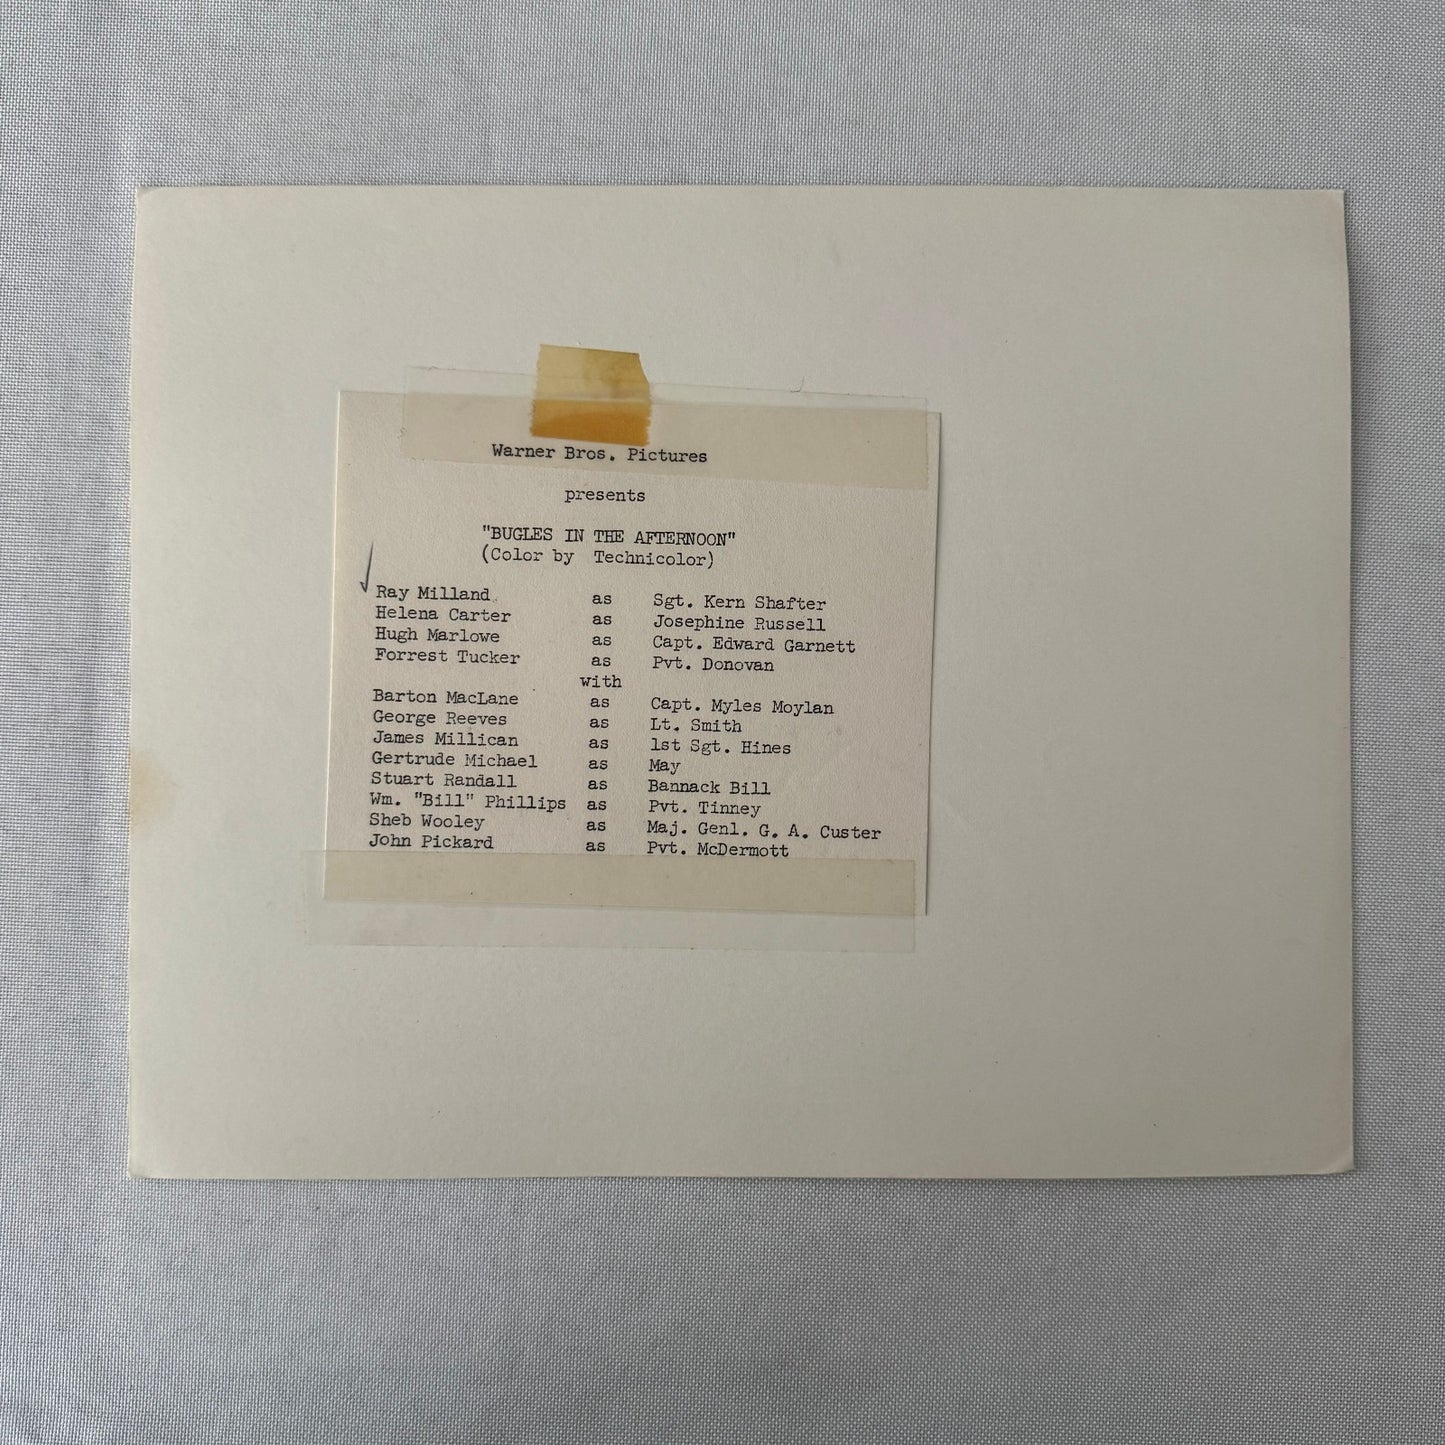 Warner Bros. Pictures
presents
"BUGLES IN THE AFTERNOON"
(Color by Technicolor)
Ray Milland as Sgt. Kern Shafter
Helena Carter as Josephine Russell
Hugh Marlowe as Capt. Edward Garnett
Forrest Tucker as Pvt. Donovan
with
Barton MacLane as Capt. Myles Moylan
George Reeves as Lt. Smith
James Millican as 1st Sgt. Hines
Gertrude Michael as May
Stuart Randall as Bannack Bill
Wm. "Bill" Phillips as Pvt. Tinney
Sheb Wooley as Maj. Genl. G. A. Custer
John Pickard as Pvt. McDermott